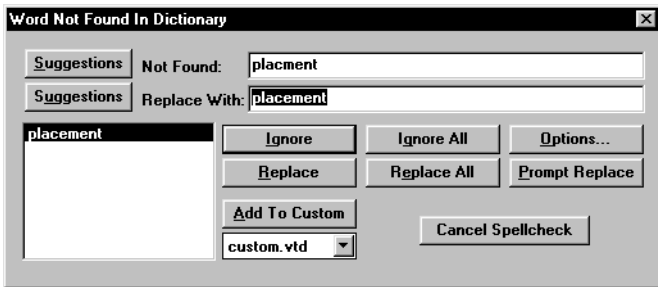 Word Not Found In Dictionary
Suggestions Not Found: placment
Suggestions Replace With: placement
placement
Ignore Ignore All Options...
Replace Replace All Prompt Replace
Add To Custom
Cancel Spellcheck
custom.vtd